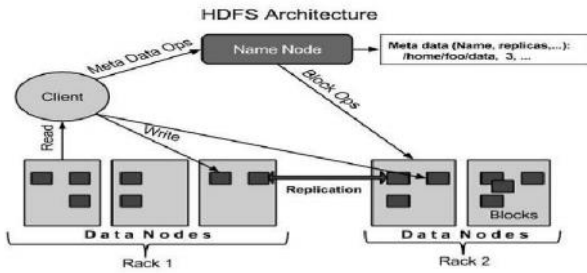 HDFS Architecture
Meta Data Ops
Name Node
Meta data (Name, replicas,...):
/home/foo/data, 3, ...
Client
Block Ops
Read
Write
Replication
Blocks
Data Nodes
Data Nodes
Rack 1
Rack 2